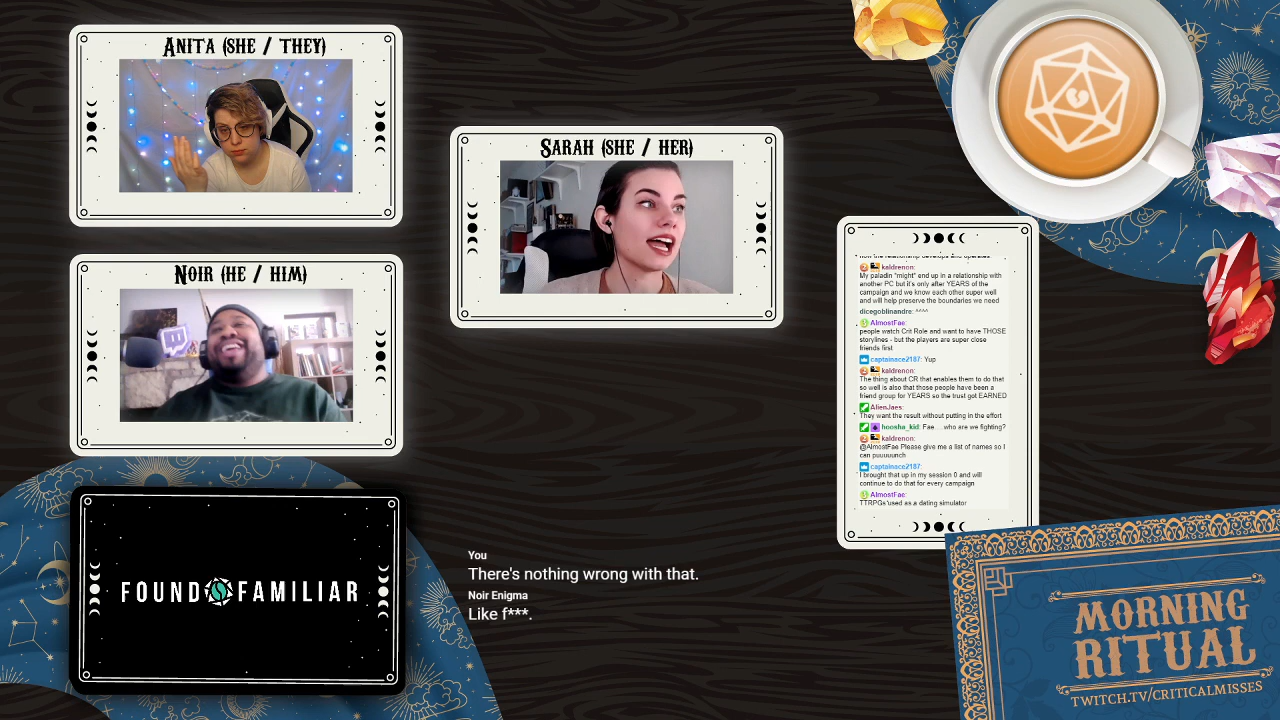 ANITA (SHE / THEY)
SARAH (SHE / HER)
NOIR (HE / HIM)
FOUND FAMILIAR
You
There's nothing wrong with that.
Noir Enigma
Like f***.
now the relationship develops and operates.
kaldrenon:
My paladin *might* end up in a relationship with
another PC but it's only after YEARS of the
campaign and we know each other super well
and will help preserve the boundaries we need
dicegoblinandre: ^^^^
AlmostFae:
people watch Crit Role and want to have THOSE
storylines - but the players are super close
friends first
captainace2187: Yup
kaldrenon:
The thing about CR that enables them to do that
so well is also that those people have been a
friend group for YEARS so the trust got EARNED
AlienJaes:
They want the result without putting in the effort
hoosha_kid: Fae... who are we fighting?
kaldrenon:
@AlmostFae Please give me a list of names so I
can puuuuunch
captainace2187:
I brought that up in my session 0 and will
continue to do that for every campaign
AlmostFae:
TTRPGs used as a dating simulator
MORNING
RITUAL
TWITCH.TV/CRITICALMISSES